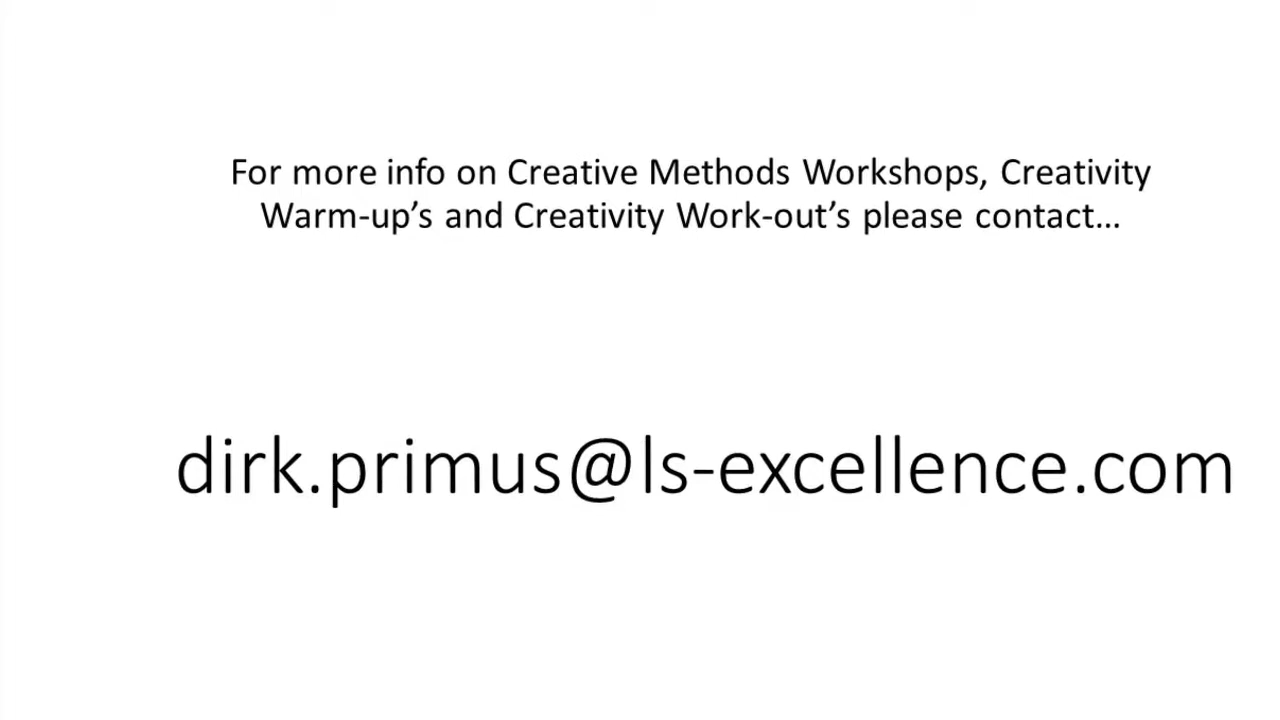 For more info on Creative Methods Workshops, Creativity
Warm-up’s and Creativity Work-out’s please contact…
dirk.primus@ls-excellence.com